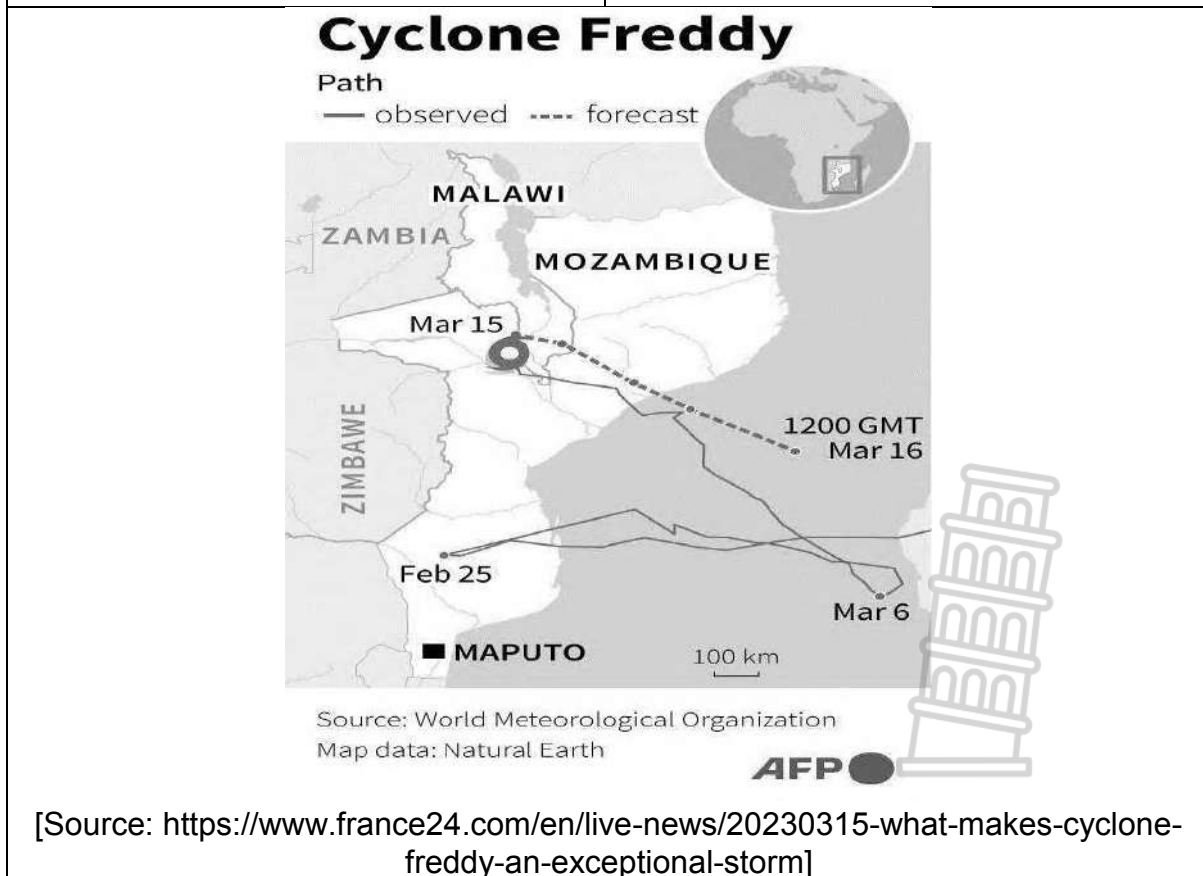 Cyclone Freddy
Path
observed forecast
MALAWI
ZAMBIA
MOZAMBIQUE
Mar 15
1200 GMT
Mar 16
ZIMBAWE
Feb 25
Mar 6
MAPUTO
100 km
Source: World Meteorological Organization
Map data: Natural Earth
AFP
[Source: https://www.france24.com/en/live-news/20230315-what-makes-cyclone-
freddy-an-exceptional-storm]